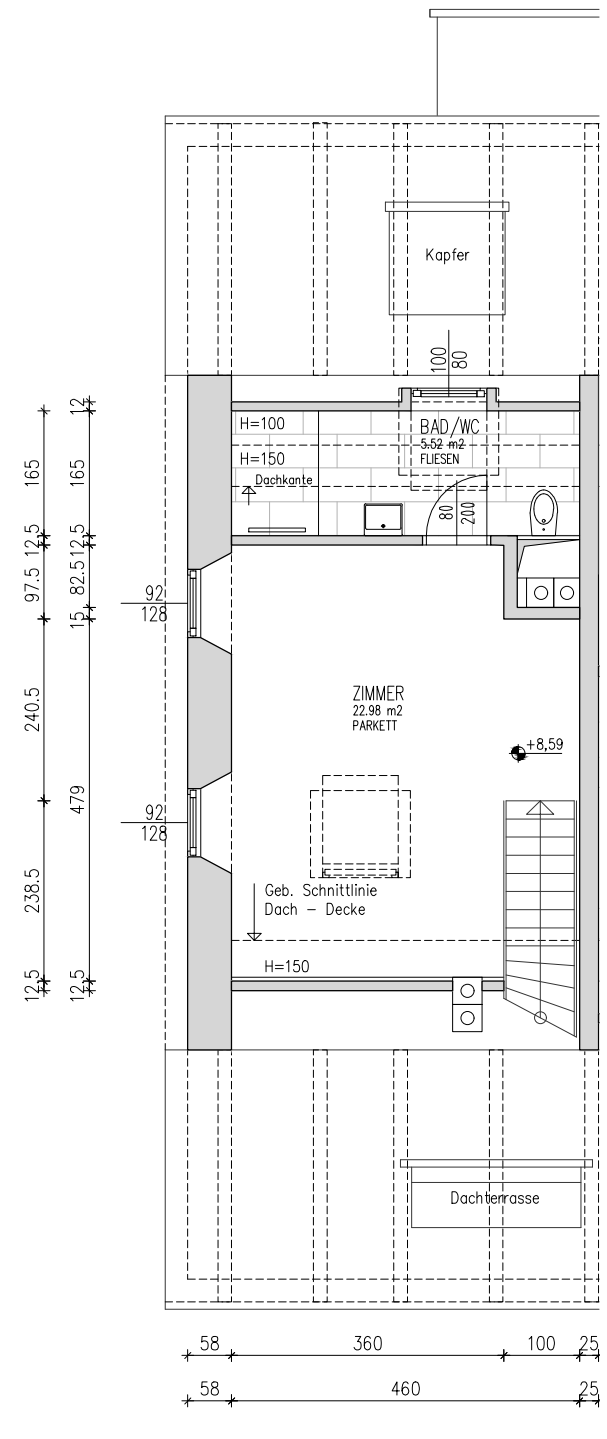 Kapfer
100
80
12
12
H=100
BAD/WC
5.52 m2
FLIESEN
165
165
H=150
Dachkante
80
200
12.5
12.5
97.5
82.5
92
128
15
240.5
ZIMMER
22.98 m2
PARKETT
+8,59
479
92
128
238.5
Geb. Schnittlinie
Dach – Decke
H=150
12.5
12.5
Dachterrasse
58
360
100
25
58
460
25